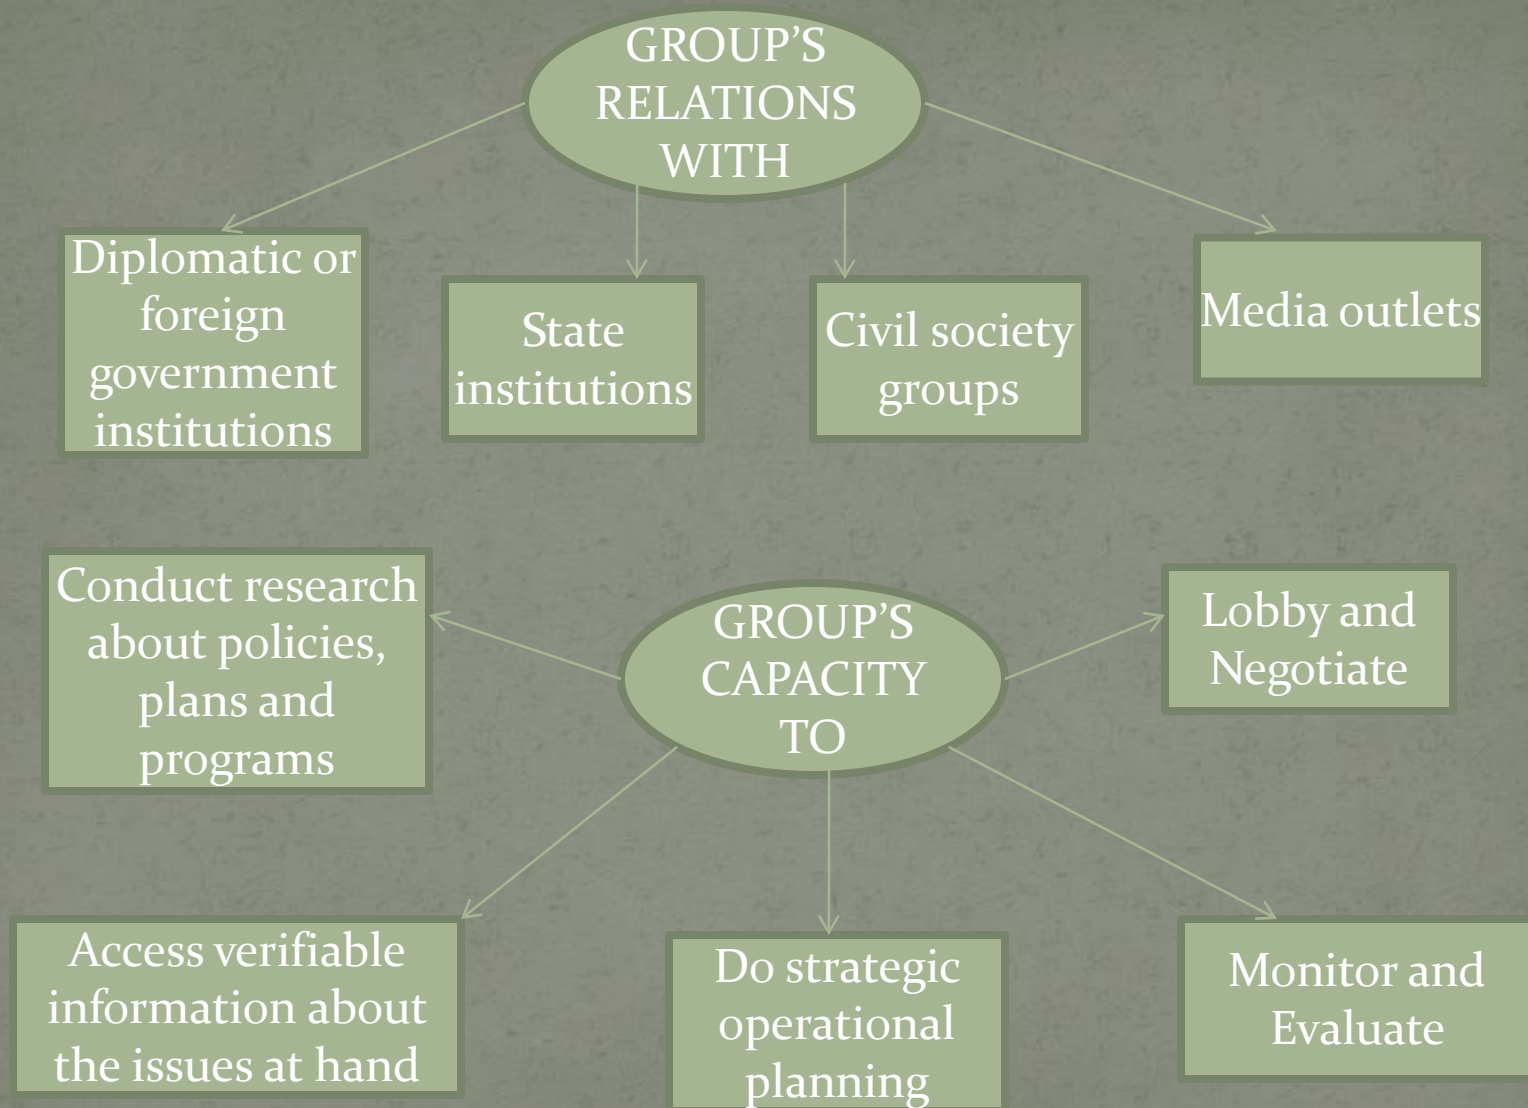 GROUP’S
RELATIONS
WITH
Diplomatic or
foreign
government
institutions
State
institutions
Civil society
groups
Media outlets
Conduct research
about policies,
plans and
programs
GROUP’S
CAPACITY
TO
Lobby and
Negotiate
Access verifiable
information about
the issues at hand
Do strategic
operational
planning
Monitor and
Evaluate